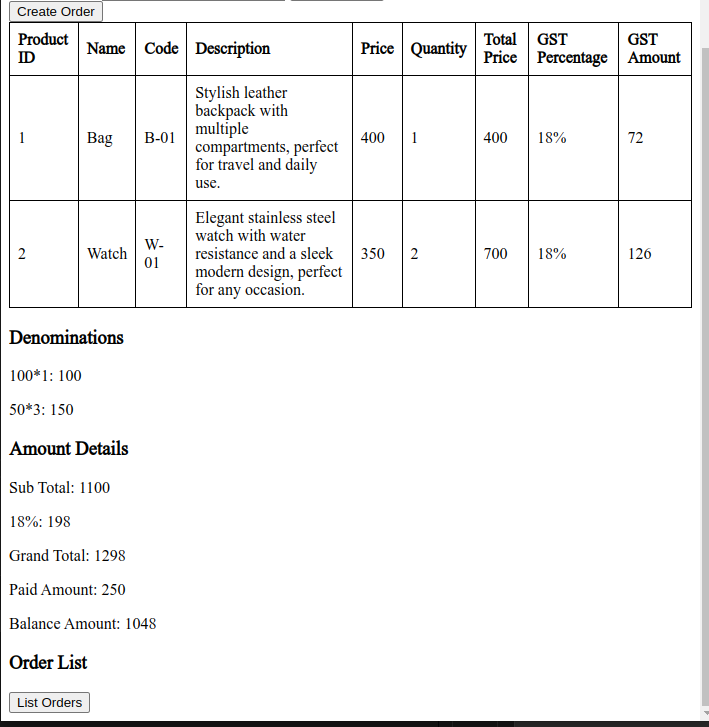 Create Order
Product ID Name Code Description Price Quantity Total Price GST Percentage GST Amount
1 Bag B-01 Stylish leather backpack with multiple compartments, perfect for travel and daily use. 400 1 400 18% 72
2 Watch W-01 Elegant stainless steel watch with water resistance and a sleek modern design, perfect for any occasion. 350 2 700 18% 126
Denominations
100*1: 100
50*3: 150
Amount Details
Sub Total: 1100
18%: 198
Grand Total: 1298
Paid Amount: 250
Balance Amount: 1048
Order List
List Orders